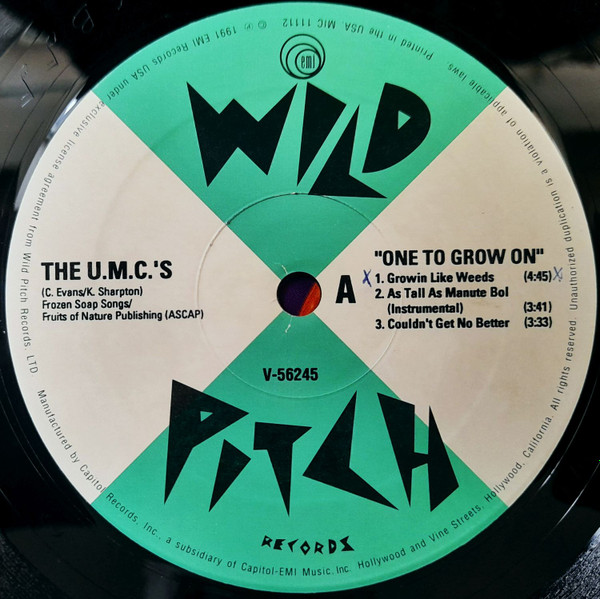 emi
WILD
PITCH
RECORDS
THE U.M.C.'S
(C. Evans/K. Sharpton)
Frozen Soap Songs/
Fruits of Nature Publishing (ASCAP)
A
"ONE TO GROW ON"
X 1. Growin Like Weeds (4:45) X
2. As Tall As Manute Bol
(Instrumental) (3:41)
3. Couldn't Get No Better (3:33)
V-56245
Manufactured by Capitol Records, Inc., a subsidiary of Capitol-EMI Music. Inc. Hollywood and Vine Streets, Hollywood, California. All rights reserved. Unauthorized duplication is a violation of applicable laws. Printed in the USA MIC 11112 © ℗ 1991 EMI Records USA under exclusive license agreement from Wild Pitch Records, LTD